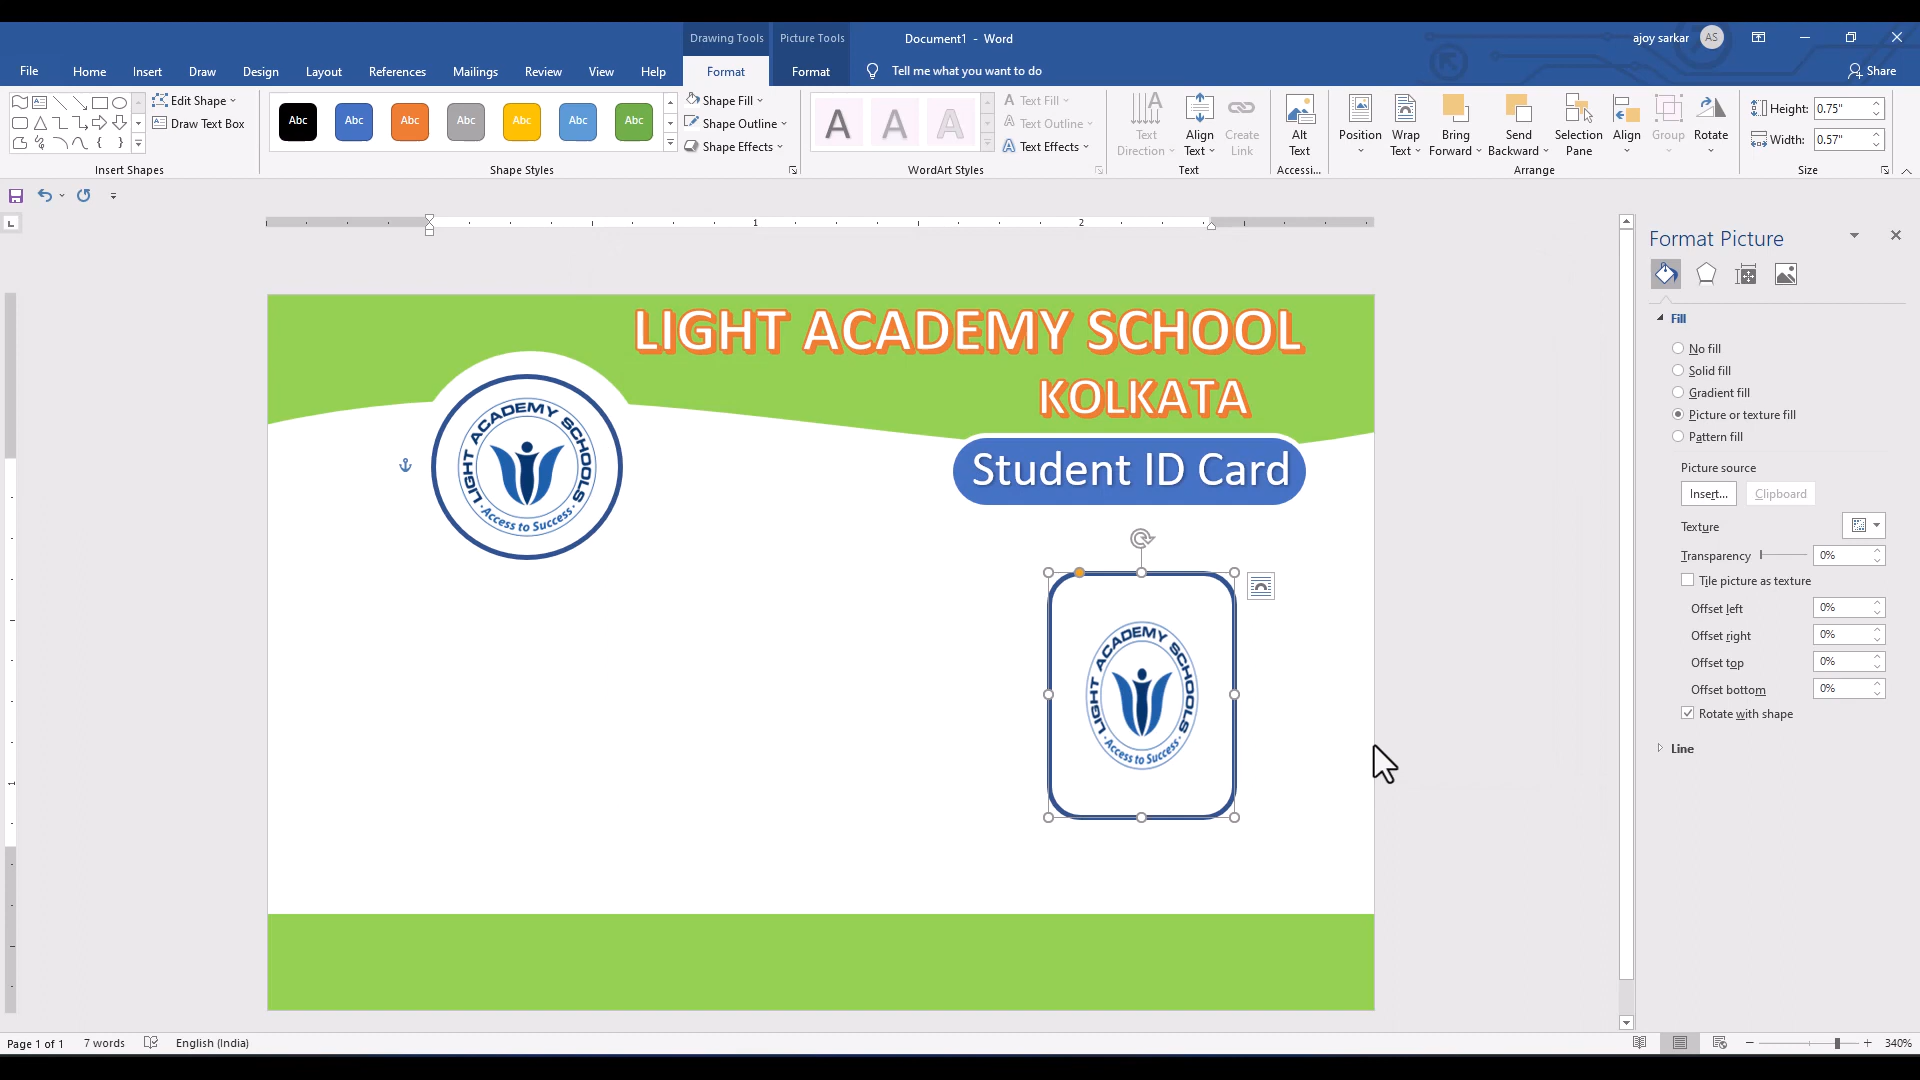 Drawing Tools
Picture Tools
Document1 - Word
ajoy sarkar
AS
File
Home
Insert
Draw
Design
Layout
References
Mailings
Review
View
Help
Format
Format
Tell me what you want to do
Share
Edit Shape
Draw Text Box
Insert Shapes
Abc Abc Abc Abc Abc Abc Abc
Shape Fill
Shape Outline
Shape Effects
Shape Styles
A A A
Text Fill
Text Outline
Text Effects
WordArt Styles
Text Direction
Align Text
Create Link
Text
Alt Text
Accessi...
Position
Wrap Text
Bring Forward
Send Backward
Selection Pane
Align
Group
Rotate
Arrange
Height: 0.75"
Width: 0.57"
Size
1 2
LIGHT ACADEMY SCHOOL
KOLKATA
Student ID Card
LIGHT ACADEMY SCHOOLS
· Access to Success ·
LIGHT ACADEMY SCHOOLS
· Access to Success ·
1
Format Picture
Fill
No fill
Solid fill
Gradient fill
Picture or texture fill
Pattern fill
Picture source
Insert...
Clipboard
Texture
Transparency 0%
Tile picture as texture
Offset left 0%
Offset right 0%
Offset top 0%
Offset bottom 0%
Rotate with shape
Line
Page 1 of 1
7 words
English (India)
340%